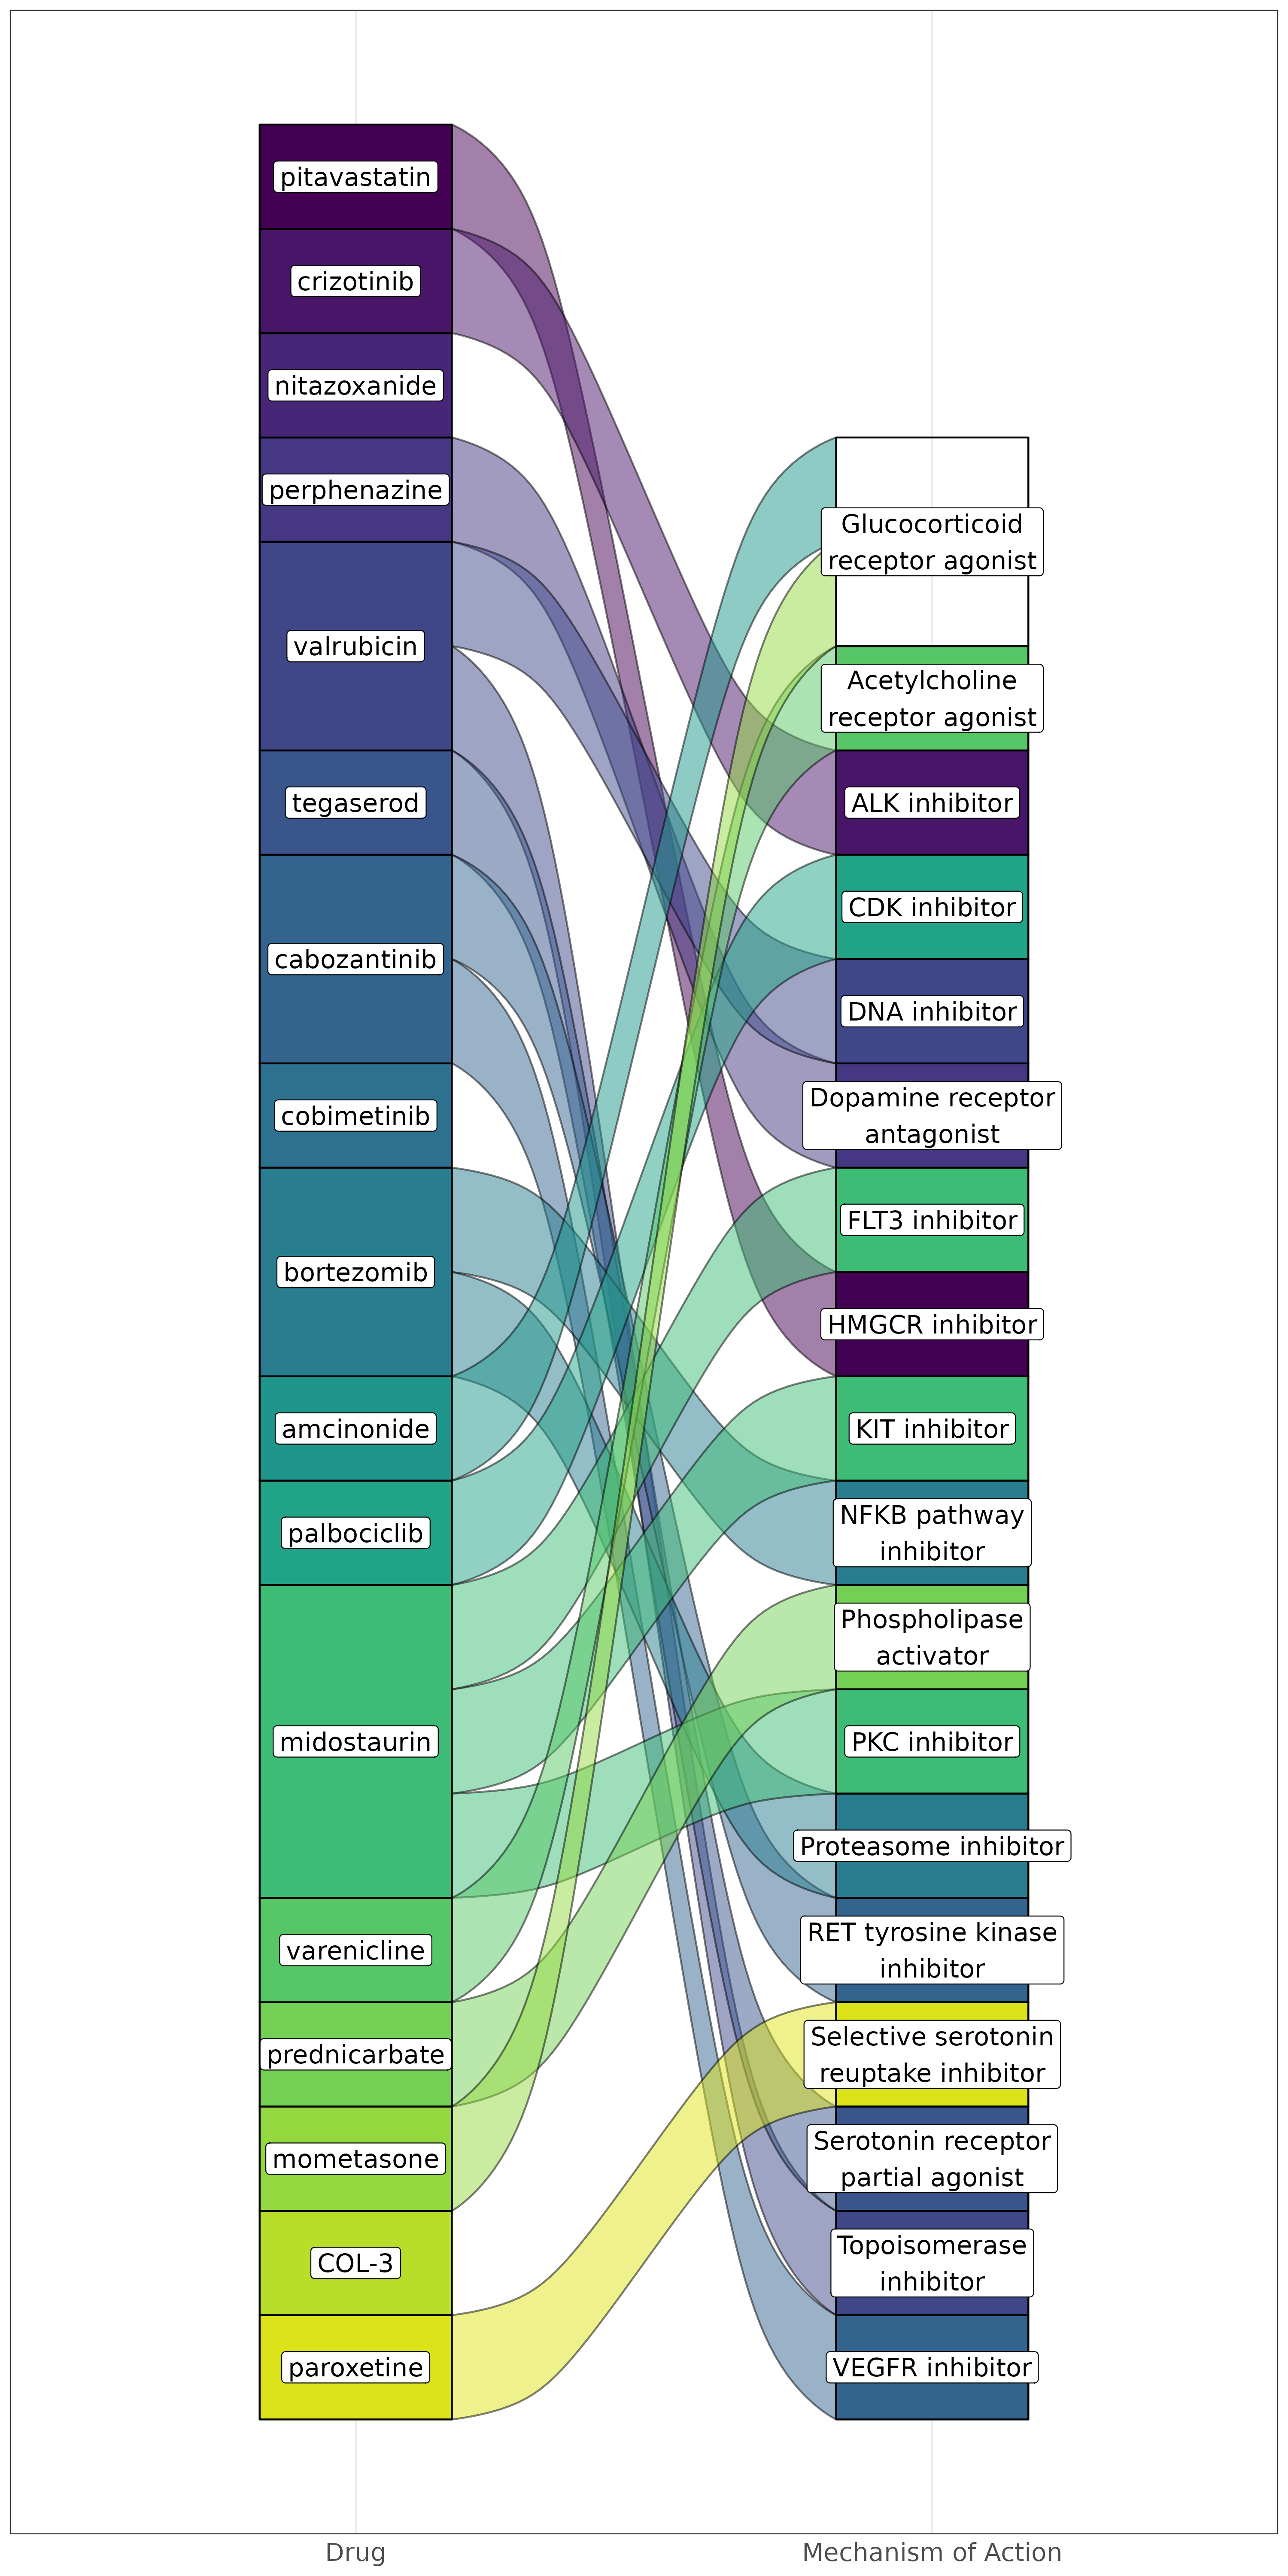 pitavastatin
crizotinib
nitazoxanide
perphenazine
valrubicin
tegaserod
cabozantinib
cobimetinib
bortezomib
amcinonide
palbociclib
midostaurin
varenicline
prednicarbate
mometasone
COL-3
paroxetine
Glucocorticoid
receptor agonist
Acetylcholine
receptor agonist
ALK inhibitor
CDK inhibitor
DNA inhibitor
Dopamine receptor
antagonist
FLT3 inhibitor
HMGCR inhibitor
KIT inhibitor
NFKB pathway
inhibitor
Phospholipase
activator
PKC inhibitor
Proteasome inhibitor
RET tyrosine kinase
inhibitor
Selective serotonin
reuptake inhibitor
Serotonin receptor
partial agonist
Topoisomerase
inhibitor
VEGFR inhibitor
Drug
Mechanism of Action